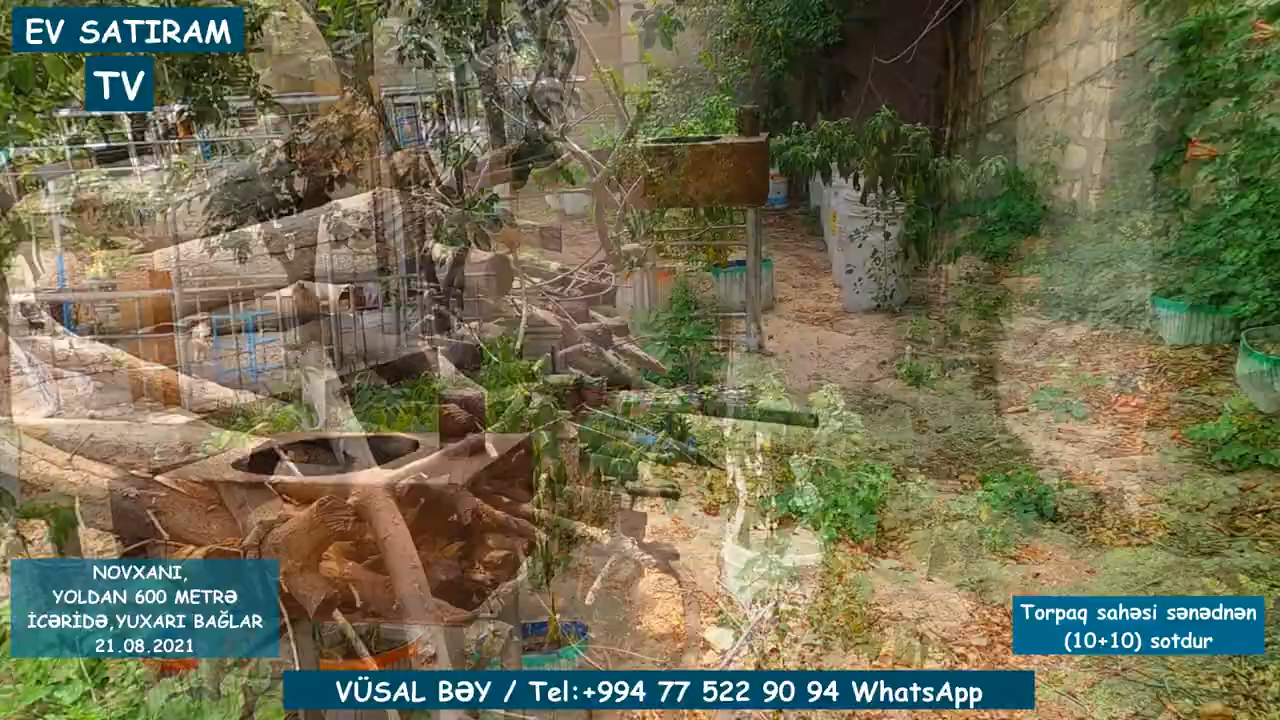 EV SATIRAM
TV
NOVXANI,
YOLDAN 600 METRƏ
İCƏRİDƏ,YUXARI BAĞLAR
21.08.2021
Torpaq sahəsi sənədnən
(10+10) sotdur
VÜSAL BƏY / Tel:+994 77 522 90 94 WhatsApp